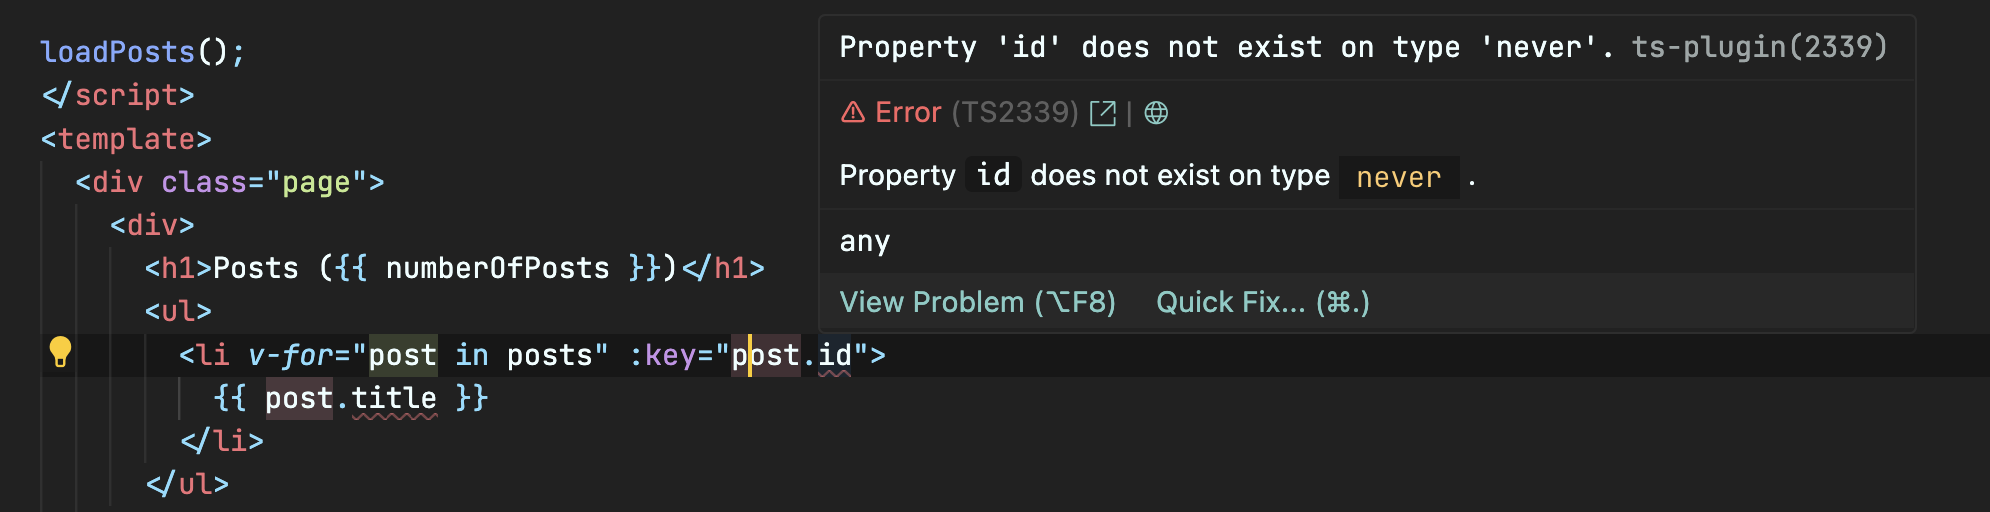 loadPosts();
</script>
<template>
<div class="page">
<div>
<h1>Posts ({{ numberOfPosts }})</h1>
<ul>
<li v-for="post in posts" :key="post.id">
{{ post.title }}
</li>
</ul>
Property 'id' does not exist on type 'never'. ts-plugin(2339)
Error (TS2339) |
Property id does not exist on type never .
any
View Problem (⌥F8) Quick Fix... (⌘.)